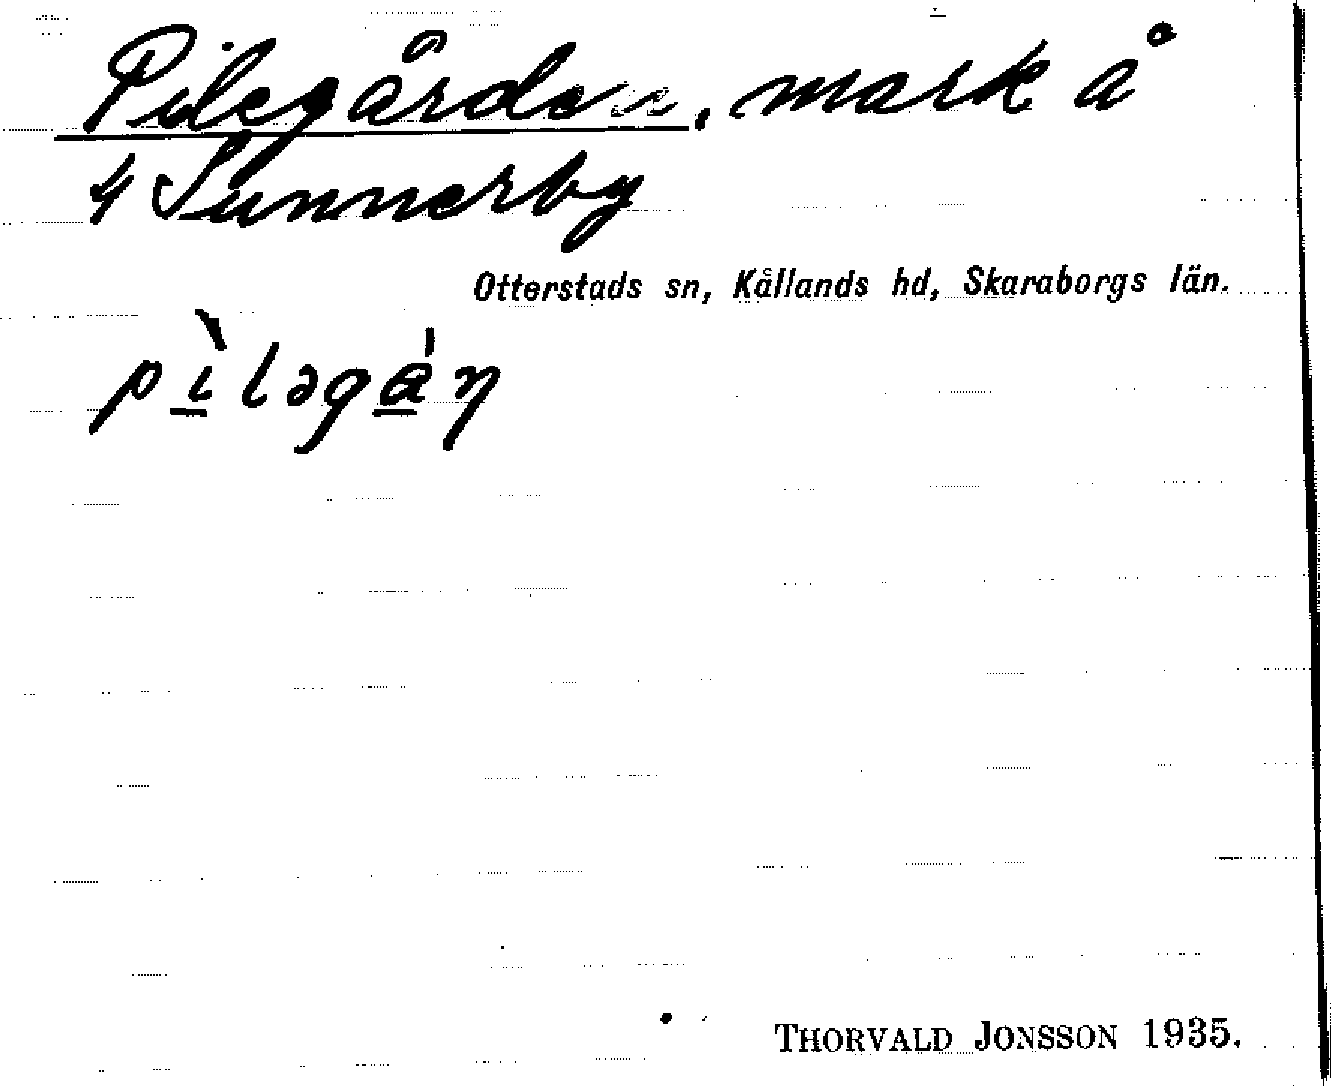 Pilegården, mark å
4 Sunnerby
Otterstads sn, Kållands hd, Skaraborgs län.
pìləgán
THORVALD JONSSON 1935.